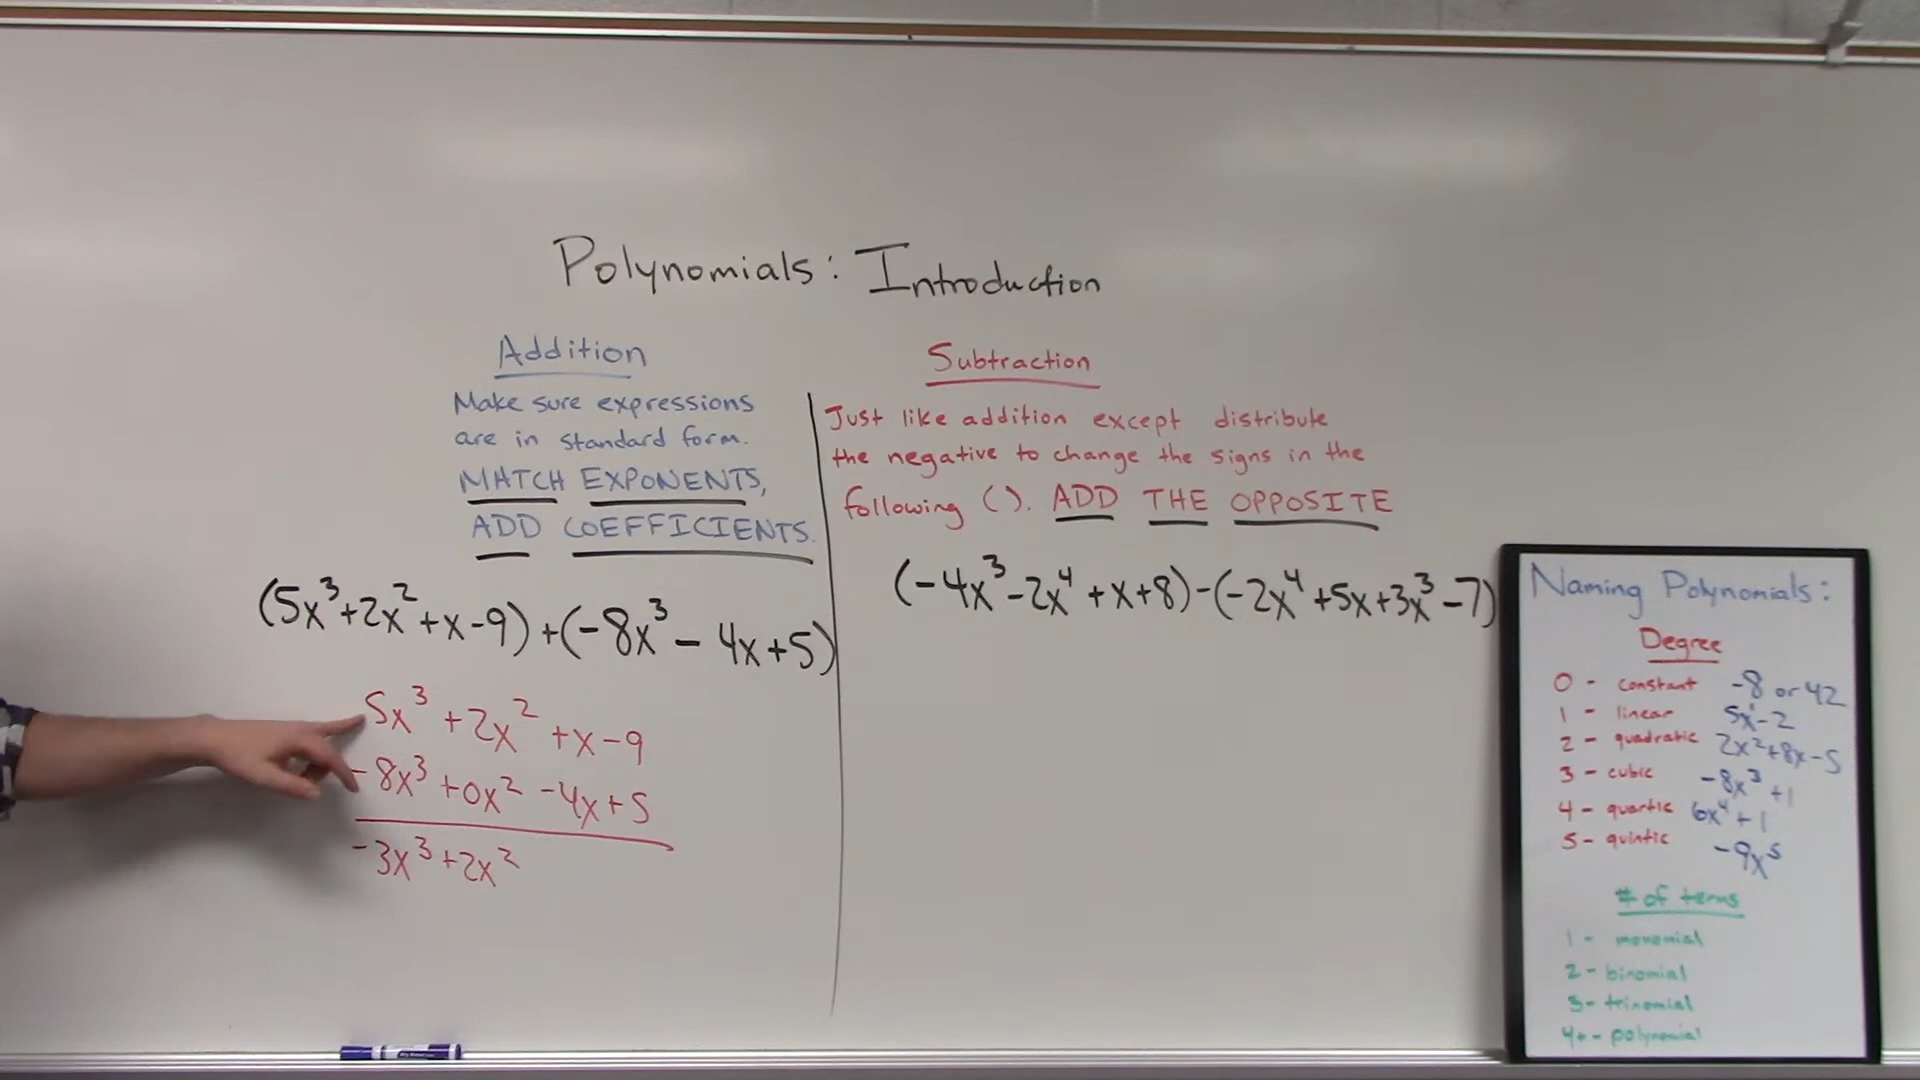 Polynomials: Introduction
Addition
Make sure expressions
are in standard form.
MATCH EXPONENTS,
ADD COEFFICIENTS.
(5x³+2x²+x-9)+(-8x³-4x+5)
5x³+2x²+x-9
-8x³+0x²-4x+5
-3x³+2x²
Subtraction
Just like addition except distribute
the negative to change the signs in the
following (). ADD THE OPPOSITE
(-4x³-2x⁴+x+8)-(-2x⁴+5x+3x³-7)
Naming Polynomials:
Degree
0 - constant -8 or 42
1 - linear 5x¹-2
2 - quadratic 2x²+8x-5
3 - cubic -8x³+1
4 - quartic 6x⁴+1
5 - quintic -9x⁵
# of terms
1 - monomial
2 - binomial
3 - trinomial
4+ - polynomial